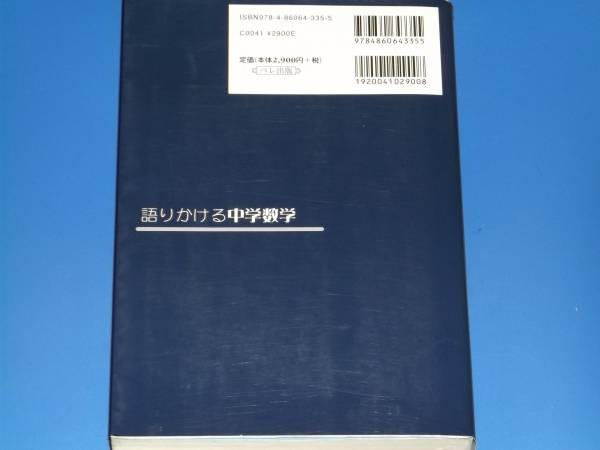 ISBN978-4-86064-335-5
C0041 ¥2900E
定価(本体2,900円+税)
ベレ出版
9784860643355
1920041029008
語りかける中学数学